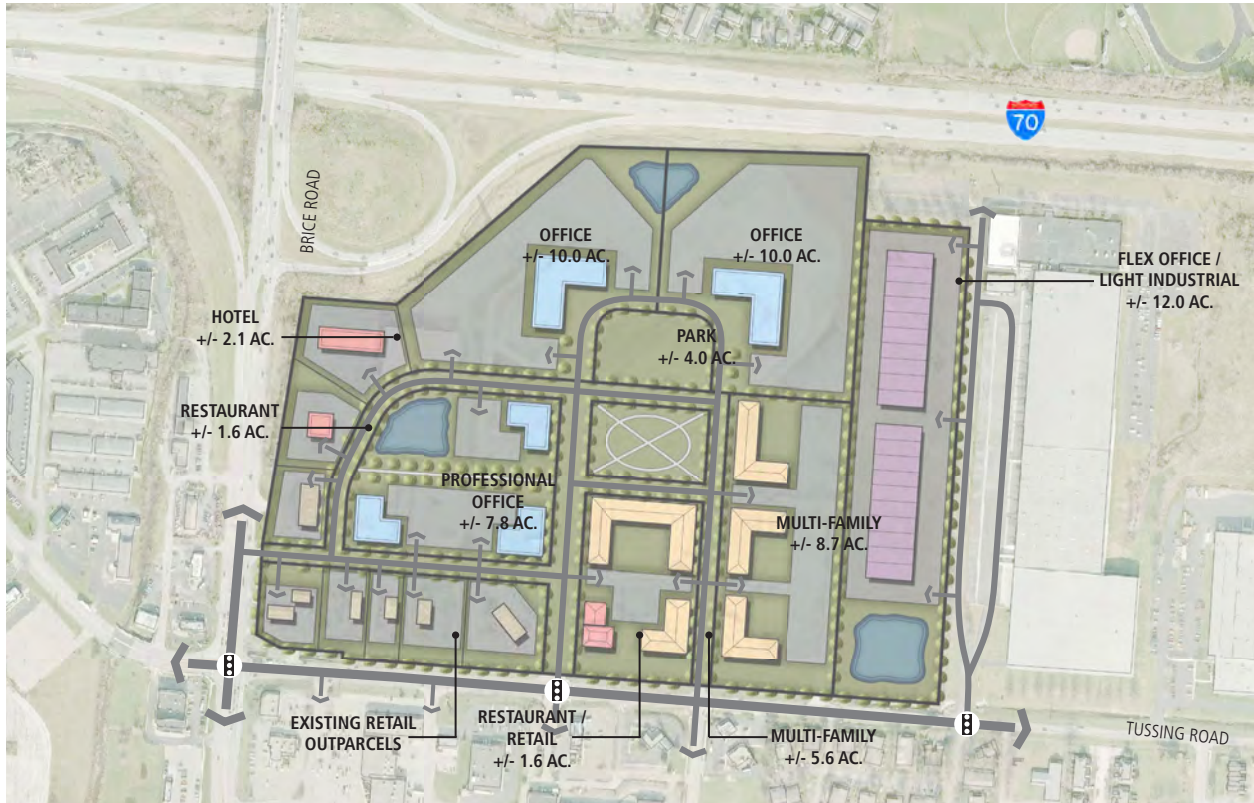 70
BRICE ROAD
OFFICE
+/- 10.0 AC.
OFFICE
+/- 10.0 AC.
FLEX OFFICE /
LIGHT INDUSTRIAL
+/- 12.0 AC.
HOTEL
+/- 2.1 AC.
PARK
+/- 4.0 AC.
RESTAURANT
+/- 1.6 AC.
PROFESSIONAL
OFFICE
+/- 7.8 AC.
MULTI-FAMILY
+/- 8.7 AC.
EXISTING RETAIL
OUTPARCELS
RESTAURANT /
RETAIL
+/- 1.6 AC.
MULTI-FAMILY
+/- 5.6 AC.
TUSSING ROAD